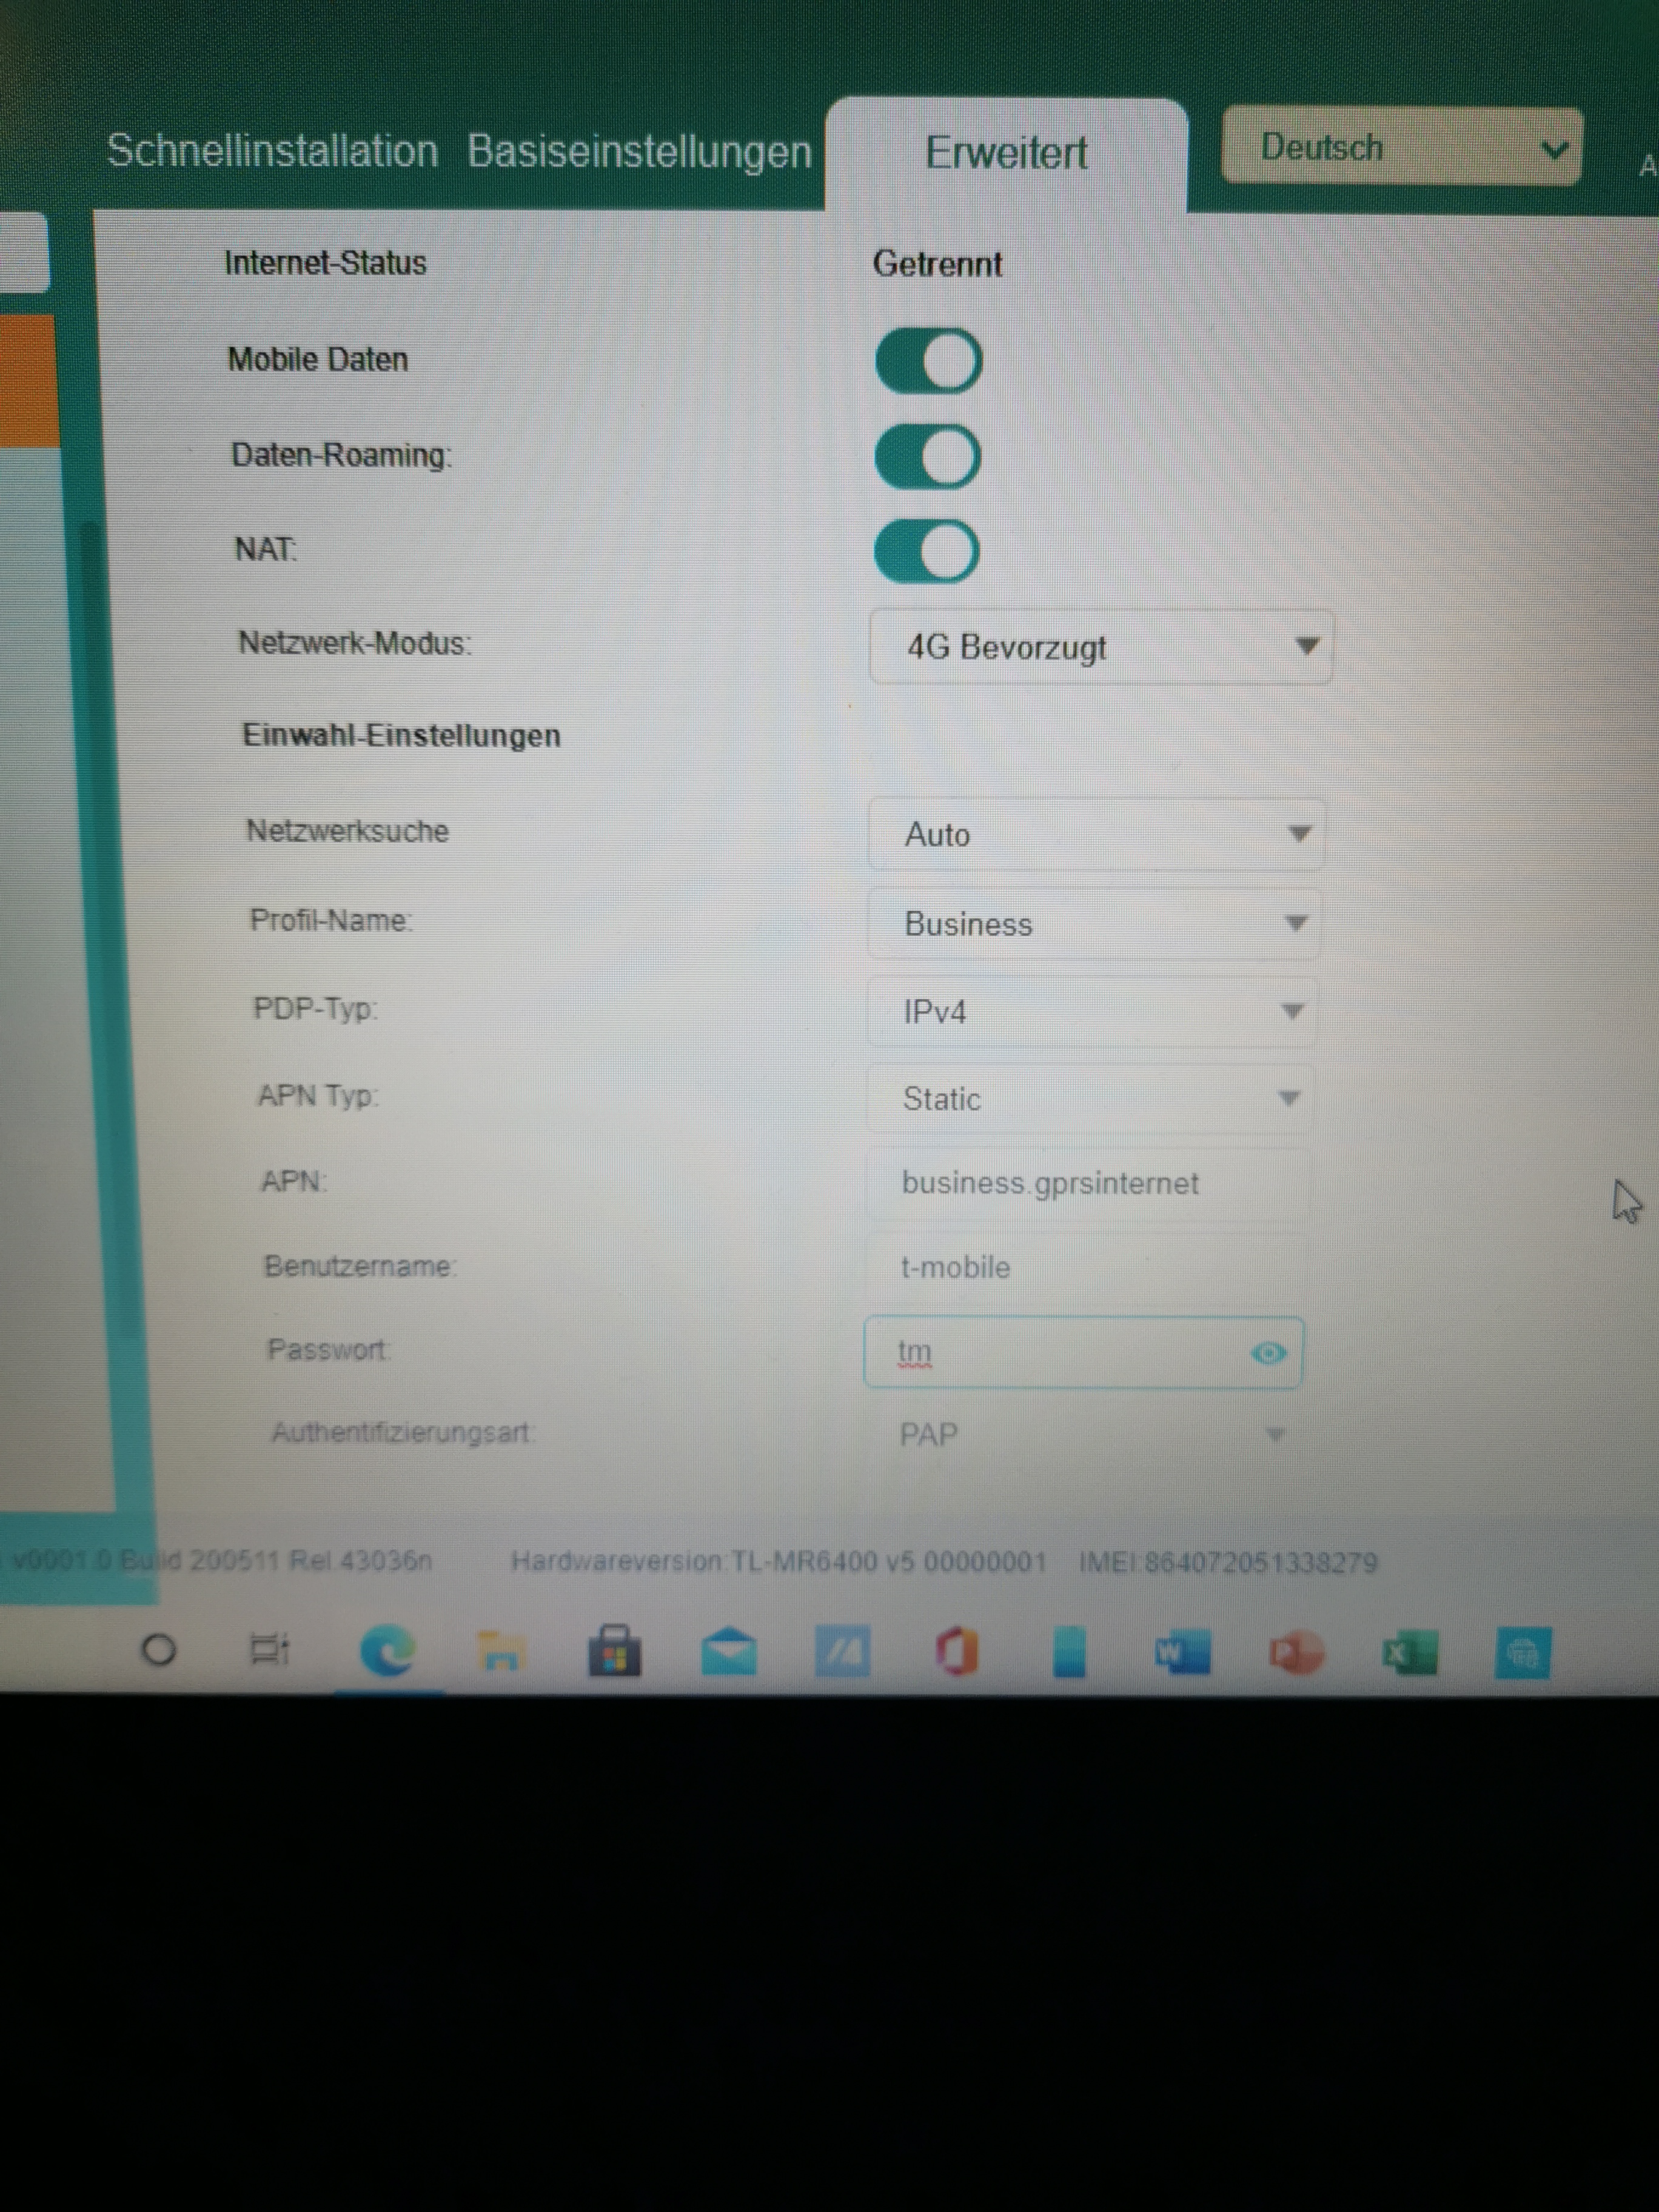 Schnellinstallation Basiseinstellungen Erweitert Deutsch A
Internet-Status Getrennt
Mobile Daten
Daten-Roaming:
NAT:
Netzwerk-Modus: 4G Bevorzugt
Einwahl-Einstellungen
Netzwerksuche Auto
Profil-Name: Business
PDP-Typ: IPv4
APN Typ: Static
APN: business.gprsinternet
Benutzername: t-mobile
Passwort: tm
Authentifizierungsart: PAP
v0001.0 Build 200511 Rel.43036n Hardwareversion:TL-MR6400 v5 00000001 IMEI:864072051338279